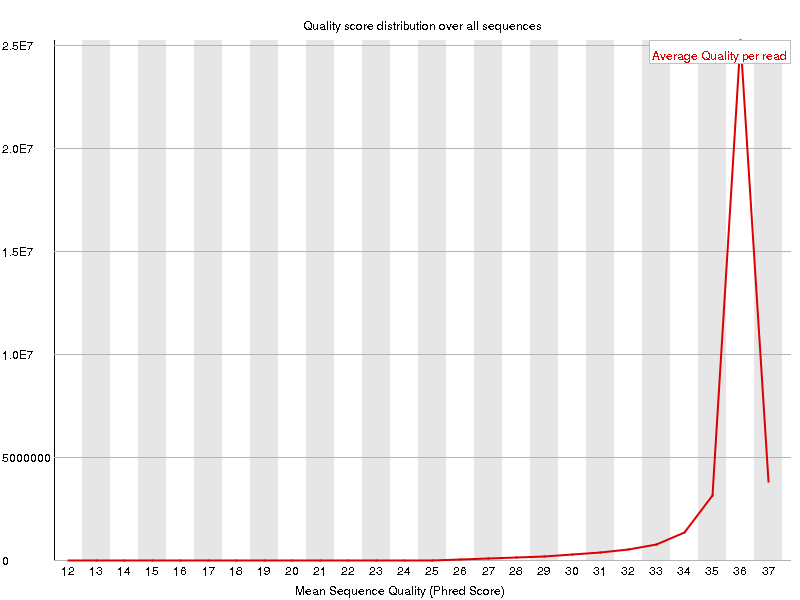 Quality score distribution over all sequences
2.5E7
Average Quality per read
2.0E7
1.5E7
1.0E7
5000000
0
12 13 14 15 16 17 18 19 20 21 22 23 24 25 26 27 28 29 30 31 32 33 34 35 36 37
Mean Sequence Quality (Phred Score)